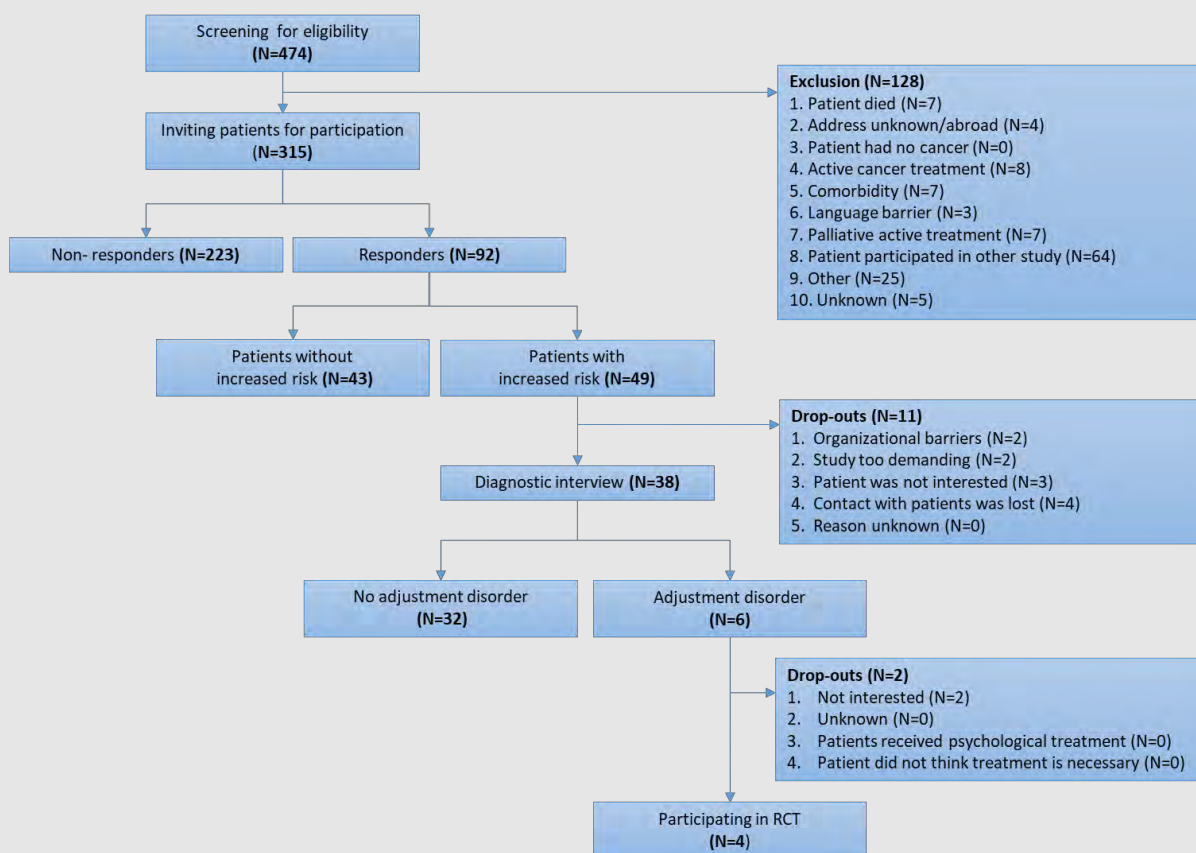 Screening for eligibility
(N=474)
Exclusion (N=128)
1. Patient died (N=7)
2. Address unknown/abroad (N=4)
3. Patient had no cancer (N=0)
4. Active cancer treatment (N=8)
5. Comorbidity (N=7)
6. Language barrier (N=3)
7. Palliative active treatment (N=7)
8. Patient participated in other study (N=64)
9. Other (N=25)
10. Unknown (N=5)
Inviting patients for participation
(N=315)
Non- responders (N=223)
Responders (N=92)
Patients without
increased risk (N=43)
Patients with
increased risk (N=49)
Drop-outs (N=11)
1. Organizational barriers (N=2)
2. Study too demanding (N=2)
3. Patient was not interested (N=3)
4. Contact with patients was lost (N=4)
5. Reason unknown (N=0)
Diagnostic interview (N=38)
No adjustment disorder
(N=32)
Adjustment disorder
(N=6)
Drop-outs (N=2)
1. Not interested (N=2)
2. Unknown (N=0)
3. Patients received psychological treatment (N=0)
4. Patient did not think treatment is necessary (N=0)
Participating in RCT
(N=4)